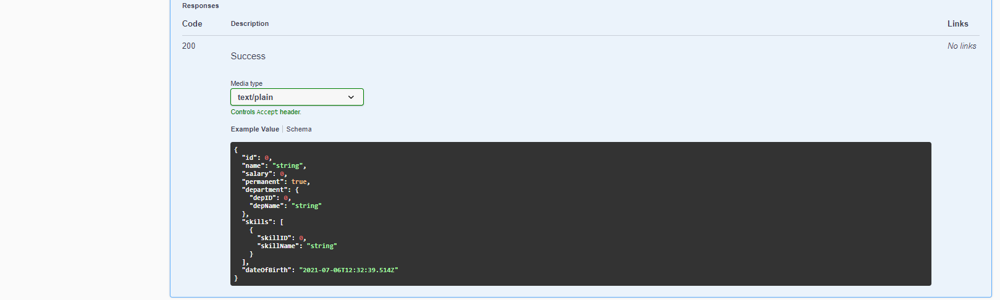 Responses
Code Description Links
200 No links
Success
Media type
text/plain
Controls Accept header.
Example Value Schema
{
  "id": 0,
  "name": "string",
  "salary": 0,
  "permanent": true,
  "department": {
    "depID": 0,
    "depName": "string"
  },
  "skills": [
    {
      "skillID": 0,
      "skillName": "string"
    }
  ],
  "dateOfBirth": "2021-07-06T12:32:39.514Z"
}